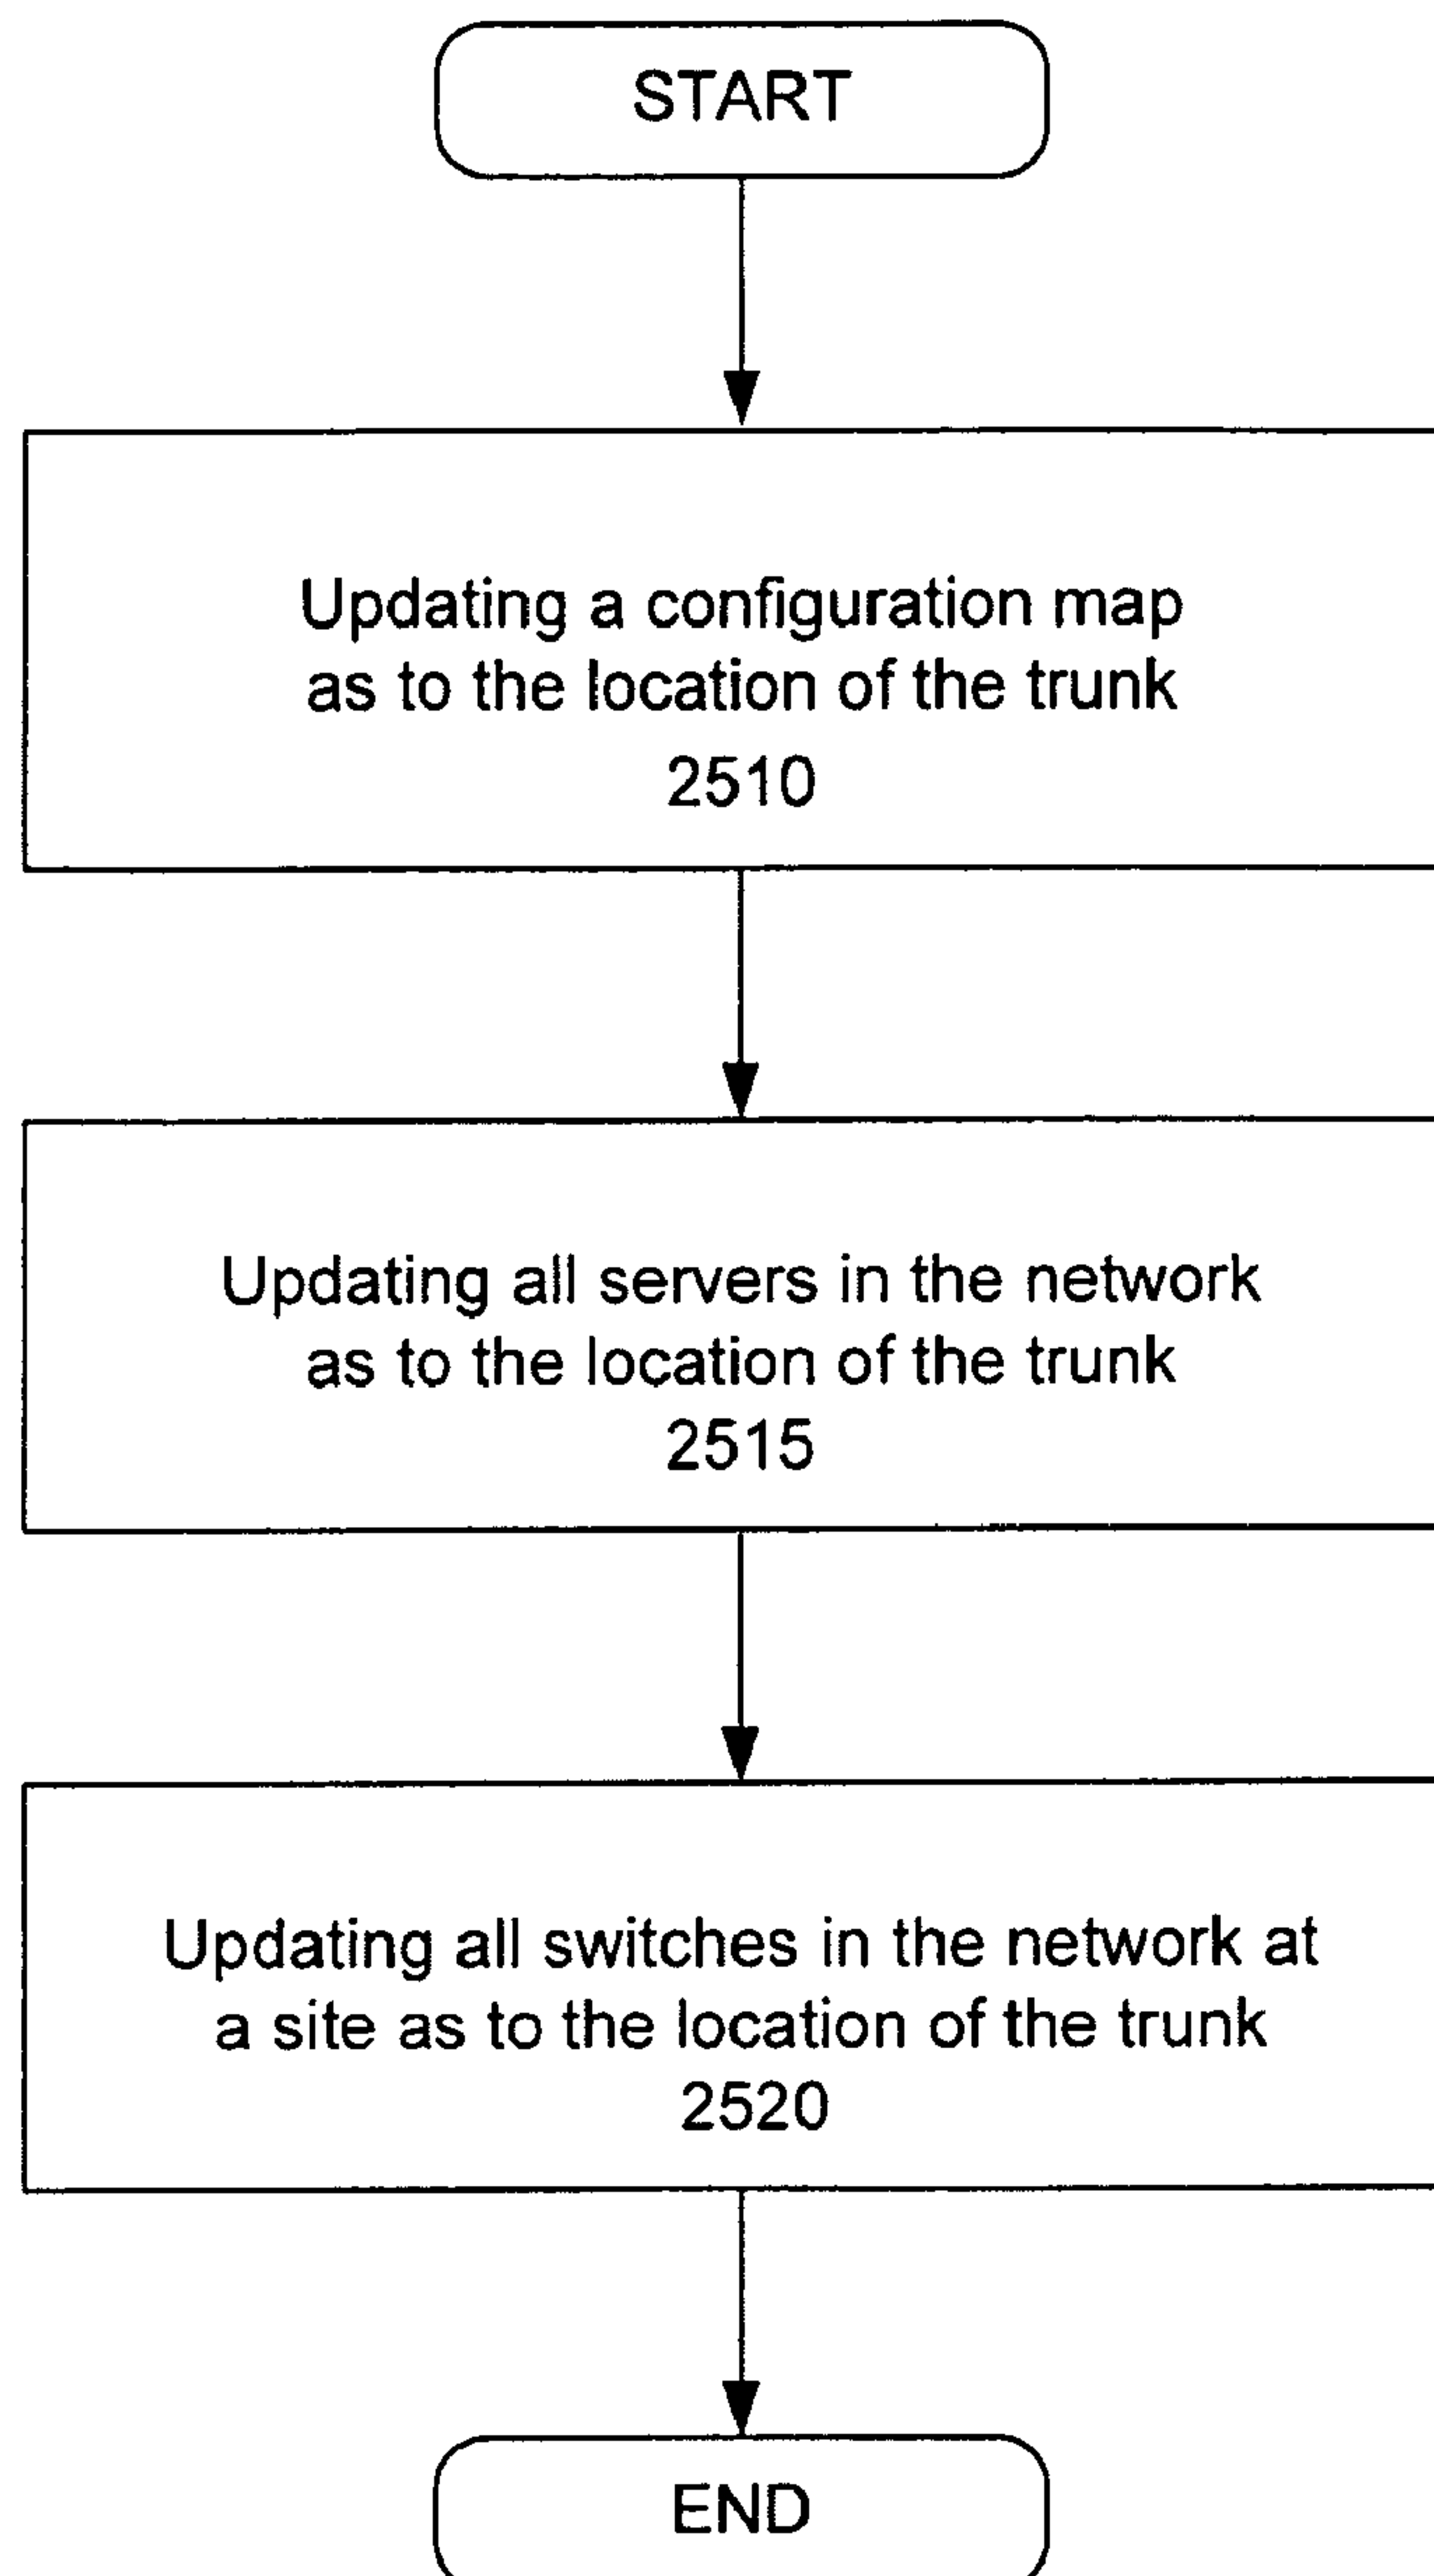 START
Updating a configuration map
as to the location of the trunk
2510
Updating all servers in the network
as to the location of the trunk
2515
Updating all switches in the network at
a site as to the location of the trunk
2520
END